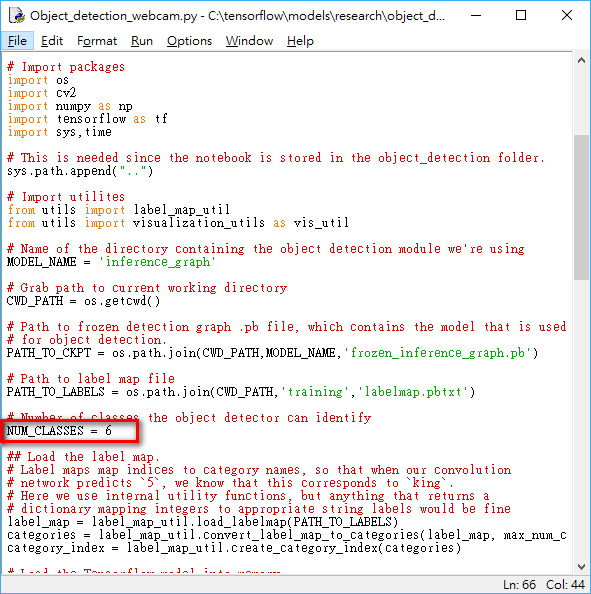 Object_detection_webcam.py - C:\tensorflow\models\research\object_d...
File Edit Format Run Options Window Help
# Import packages
import os
import cv2
import numpy as np
import tensorflow as tf
import sys,time
# This is needed since the notebook is stored in the object_detection folder.
sys.path.append("..")
# Import utilites
from utils import label_map_util
from utils import visualization_utils as vis_util
# Name of the directory containing the object detection module we're using
MODEL_NAME = 'inference_graph'
# Grab path to current working directory
CWD_PATH = os.getcwd()
# Path to frozen detection graph .pb file, which contains the model that is used
# for object detection.
PATH_TO_CKPT = os.path.join(CWD_PATH,MODEL_NAME,'frozen_inference_graph.pb')
# Path to label map file
PATH_TO_LABELS = os.path.join(CWD_PATH,'training','labelmap.pbtxt')
# Number of classes the object detector can identify
NUM_CLASSES = 6
## Load the label map.
# Label maps map indices to category names, so that when our convolution
# network predicts `5`, we know that this corresponds to `king`.
# Here we use internal utility functions, but anything that returns a
# dictionary mapping integers to appropriate string labels would be fine
label_map = label_map_util.load_labelmap(PATH_TO_LABELS)
categories = label_map_util.convert_label_map_to_categories(label_map, max_num_c
category_index = label_map_util.create_category_index(categories)
# Load the Tensorflow model into memory.
Ln: 66 Col: 44